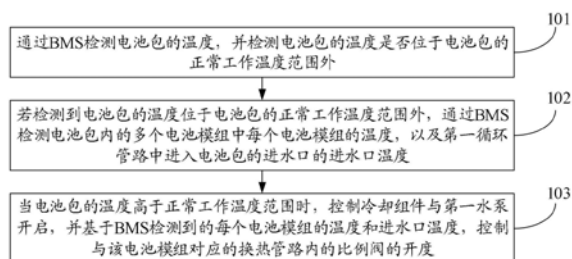 101
通过BMS检测电池包的温度，并检测电池包的温度是否位于电池包的
正常工作温度范围外
102
若检测到电池包的温度位于电池包的正常工作温度范围外，通过BMS
检测电池包内的多个电池模组中每个电池模组的温度，以及第一循环
管路中进入电池包的进水口的进水口温度
103
当电池包的温度高于正常工作温度范围时，控制冷却组件与第一水泵
开启，并基于BMS检测到的每个电池模组的温度和进水口温度，控制
与该电池模组对应的换热管路内的比例阀的开度